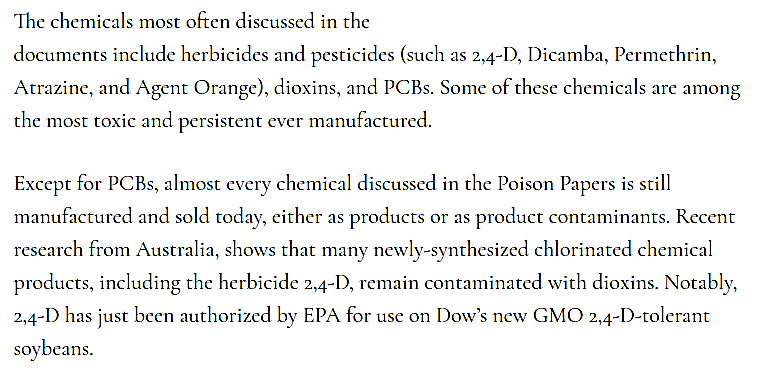 The chemicals most often discussed in the
documents include herbicides and pesticides (such as 2,4-D, Dicamba, Permethrin,
Atrazine, and Agent Orange), dioxins, and PCBs. Some of these chemicals are among
the most toxic and persistent ever manufactured.
Except for PCBs, almost every chemical discussed in the Poison Papers is still
manufactured and sold today, either as products or as product contaminants. Recent
research from Australia, shows that many newly-synthesized chlorinated chemical
products, including the herbicide 2,4-D, remain contaminated with dioxins. Notably,
2,4-D has just been authorized by EPA for use on Dow’s new GMO 2,4-D-tolerant
soybeans.